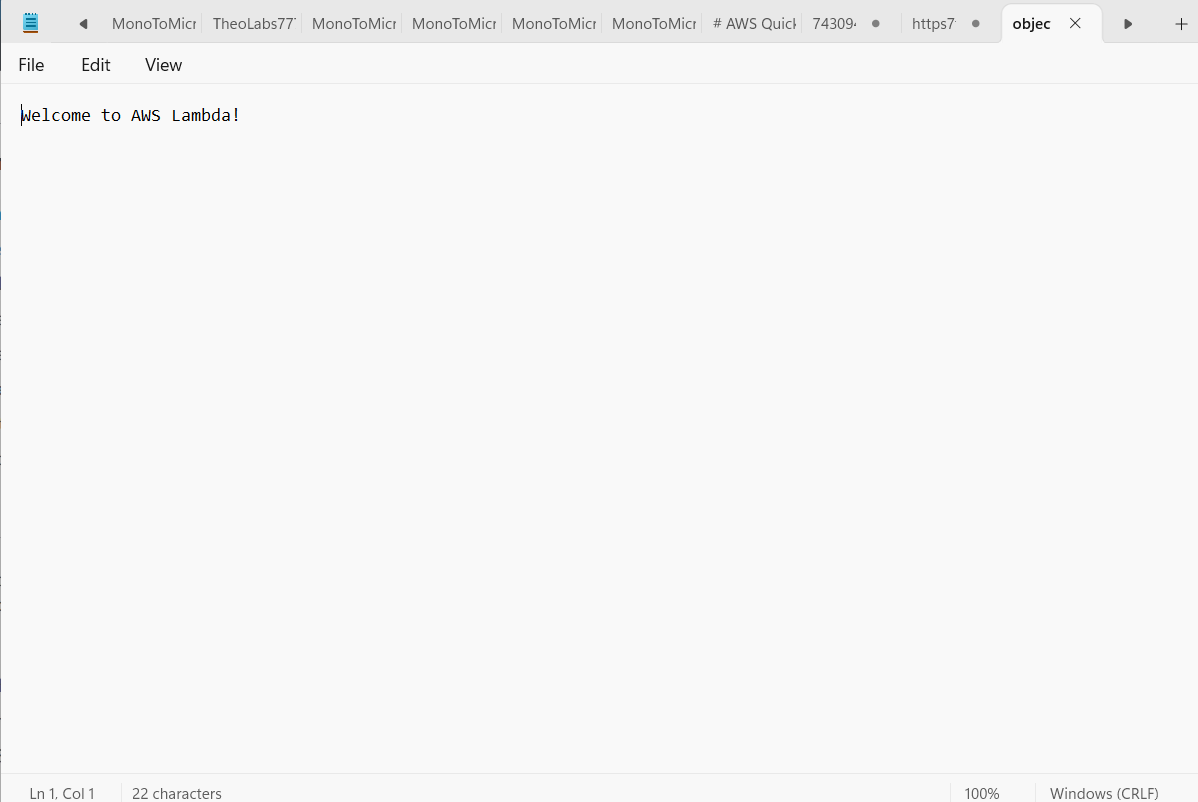 MonoToMicr TheoLabs77 MonoToMicr MonoToMicr MonoToMicr MonoToMicr # AWS Quick 74309 https7 objec
File Edit View
Welcome to AWS Lambda!
Ln 1, Col 1 22 characters 100% Windows (CRLF)